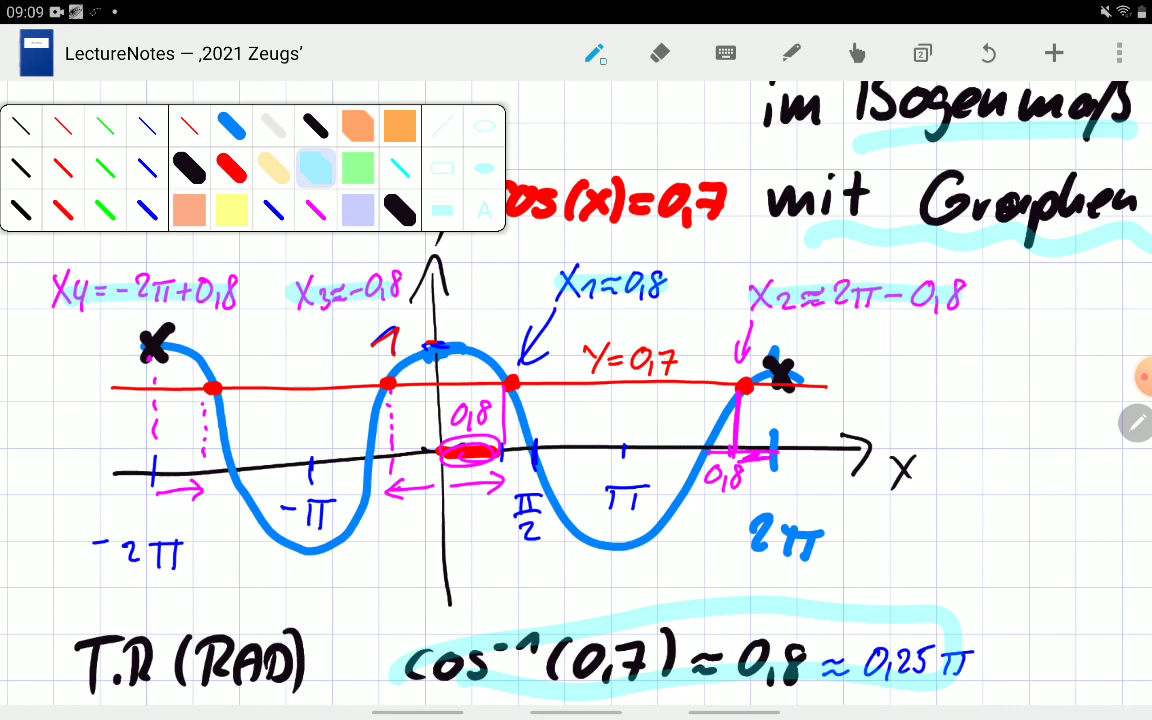 09:09
LectureNotes — ‚2021 Zeugs'
2
A
im Bogenmaß
cos(x)=0,7
mit Graphen
X4=-2π+0,8
X3≈-0,8
X1≈0,8
X2≈2π-0,8
1
Y=0,7
0,8
0,8
X
-2π
-π
π/2
π
2π
T.R (RAD) cos⁻¹(0,7)≈0,8≈0,25π